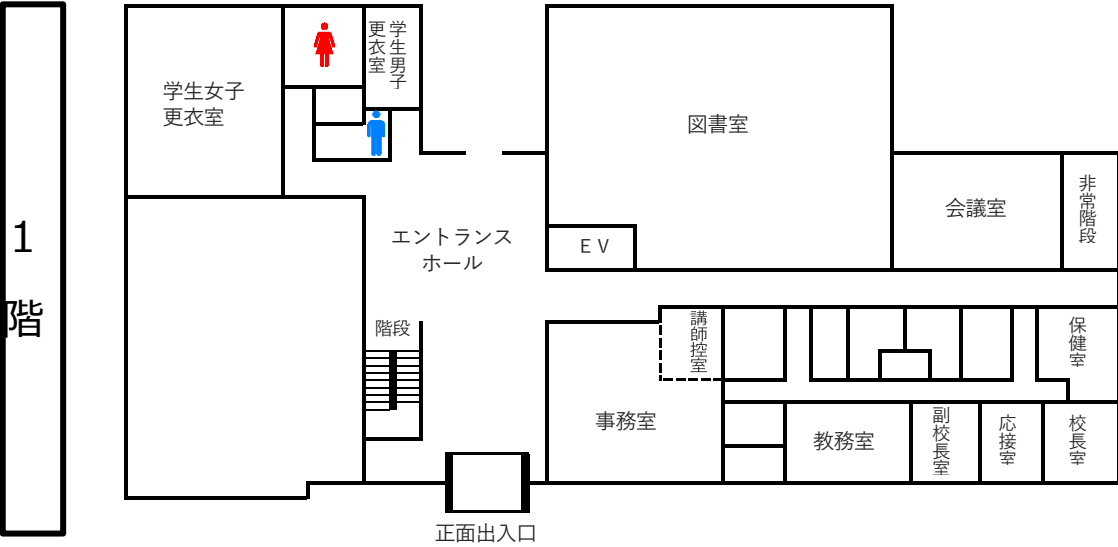 1
階
学生女子
更衣室
学生男子
更衣室
図書室
会議室
非常階段
エントランス
ホール
ＥＶ
階段
講師控室
保健室
事務室
教務室
副校長室
応接室
校長室
正面出入口